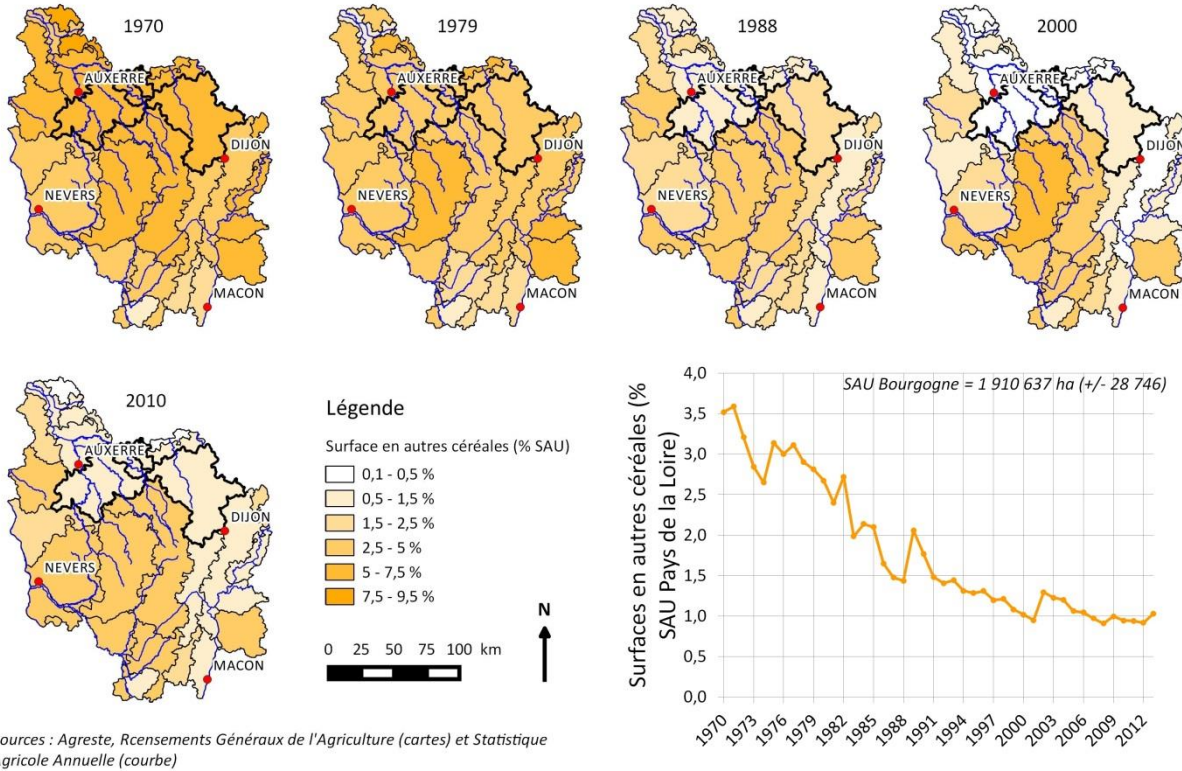 1970
AUXERRE
DIJON
NEVERS
MACON
1979
AUXERRE
DIJON
NEVERS
MACON
1988
AUXERRE
DIJON
NEVERS
MACON
2000
AUXERRE
DIJON
NEVERS
MACON
2010
AUXERRE
DIJON
NEVERS
MACON
Légende
Surface en autres céréales (% SAU)
0,1 - 0,5 %
0,5 - 1,5 %
1,5 - 2,5 %
2,5 - 5 %
5 - 7,5 %
7,5 - 9,5 %
N
0 25 50 75 100 km
Surfaces en autres céréales (%
SAU Pays de la Loire)
SAU Bourgogne = 1 910 637 ha (+/- 28 746)
4,0
3,5
3,0
2,5
2,0
1,5
1,0
0,5
0,0
1970 1973 1976 1979 1982 1985 1988 1991 1994 1997 2000 2003 2006 2009 2012
ources : Agreste, Rcensements Généraux de l'Agriculture (cartes) et Statistique
gricole Annuelle (courbe)